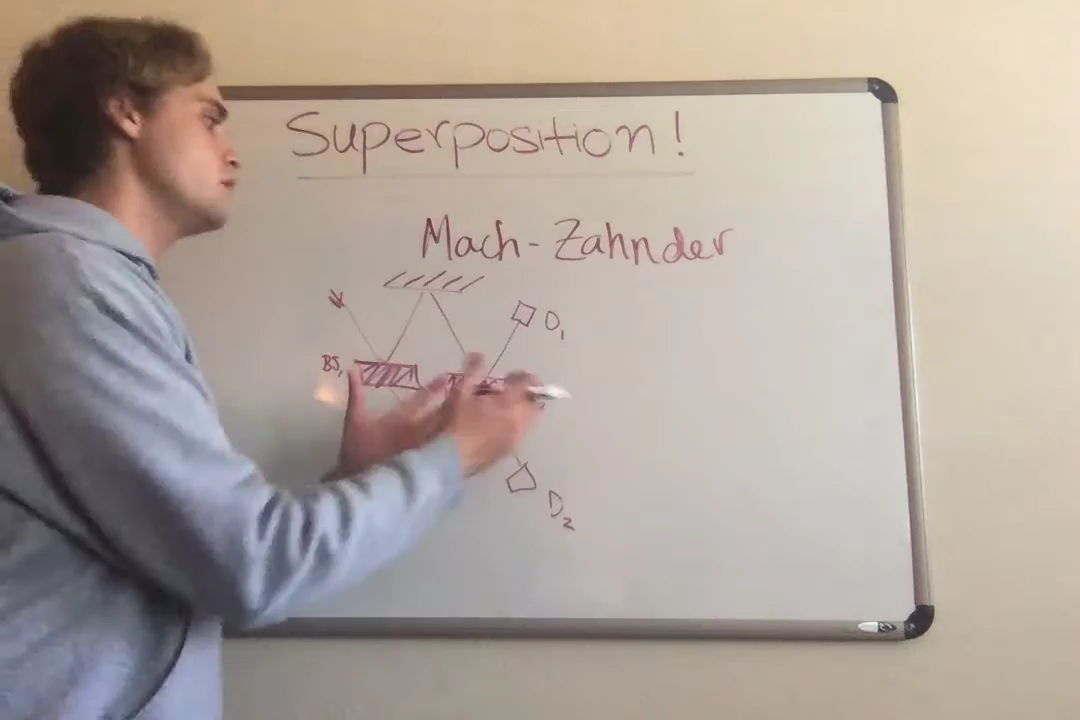 Superposition!
Mach-Zahnder
D₁
BS₁
D₂